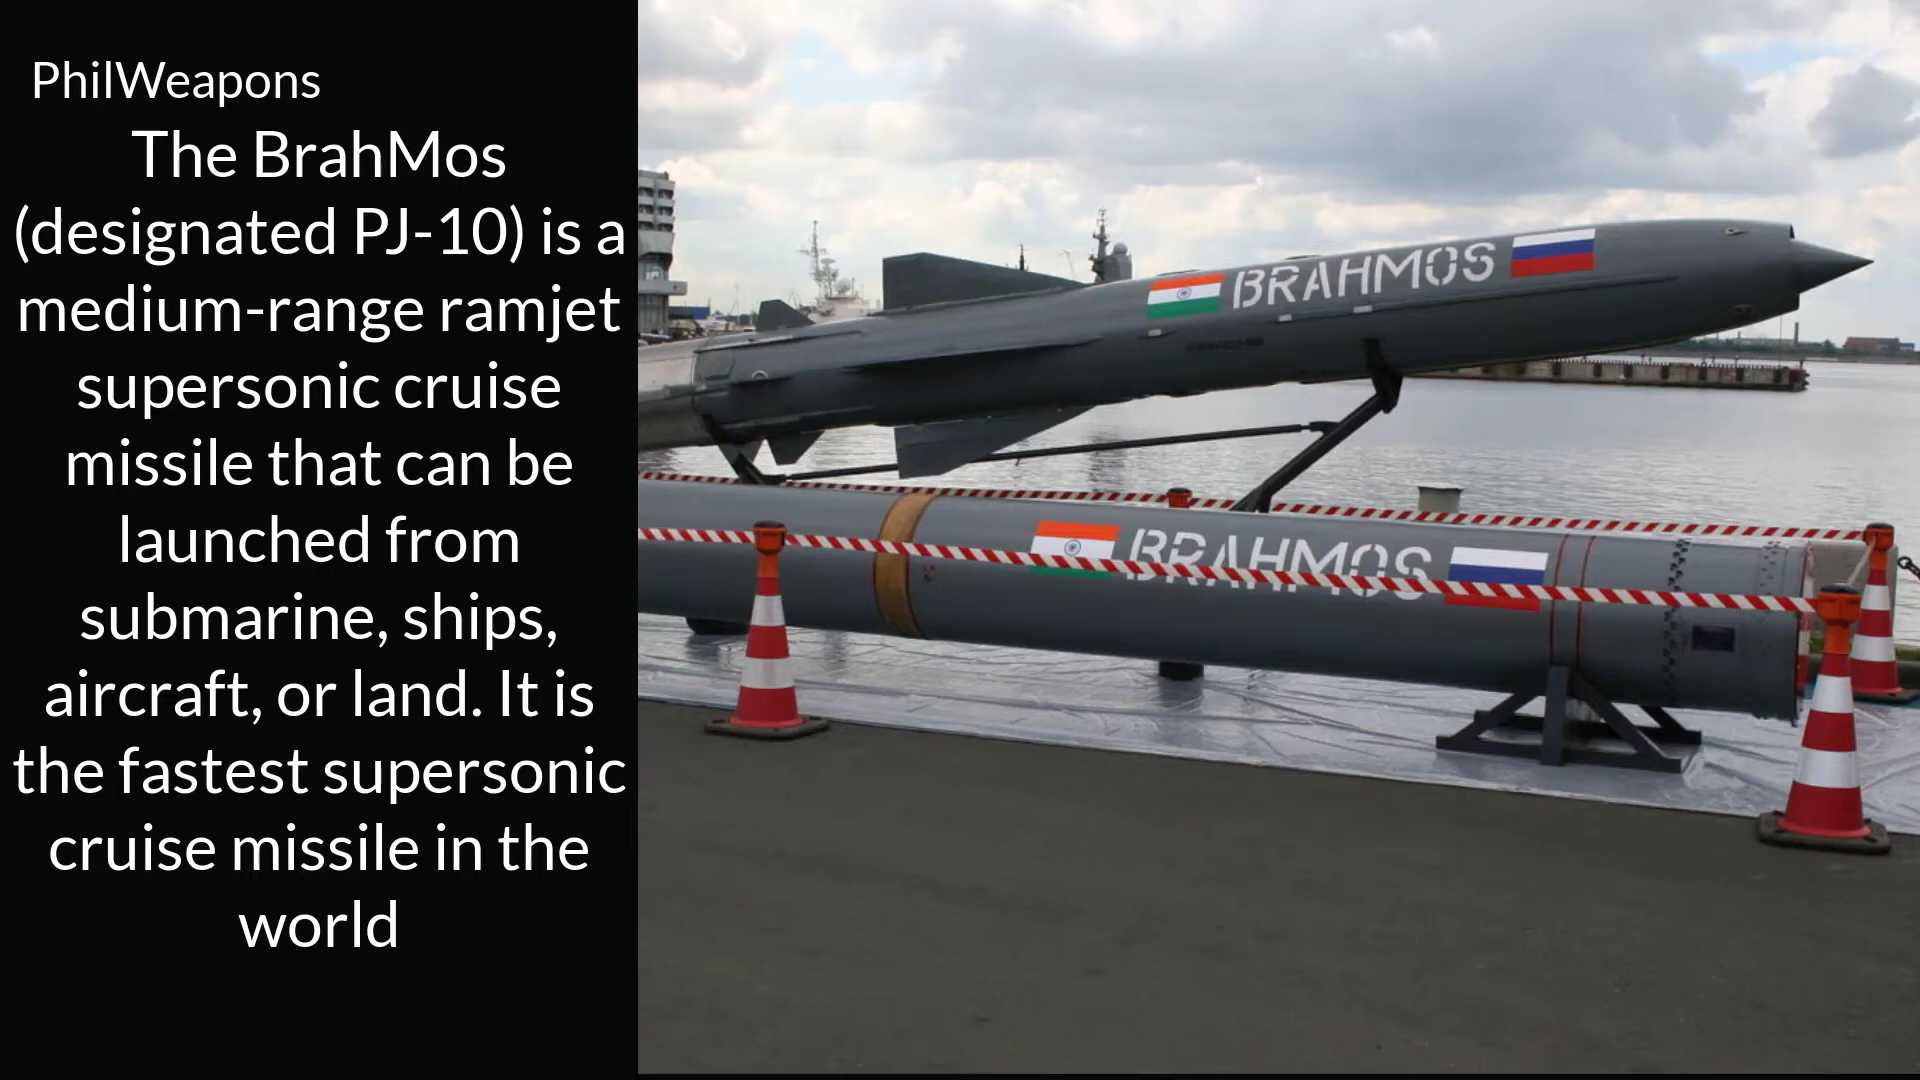 PhilWeapons
The BrahMos
(designated PJ-10) is a
medium-range ramjet
supersonic cruise
missile that can be
launched from
submarine, ships,
aircraft, or land. It is
the fastest supersonic
cruise missile in the
world
BRAHMOS
BRAHMOS